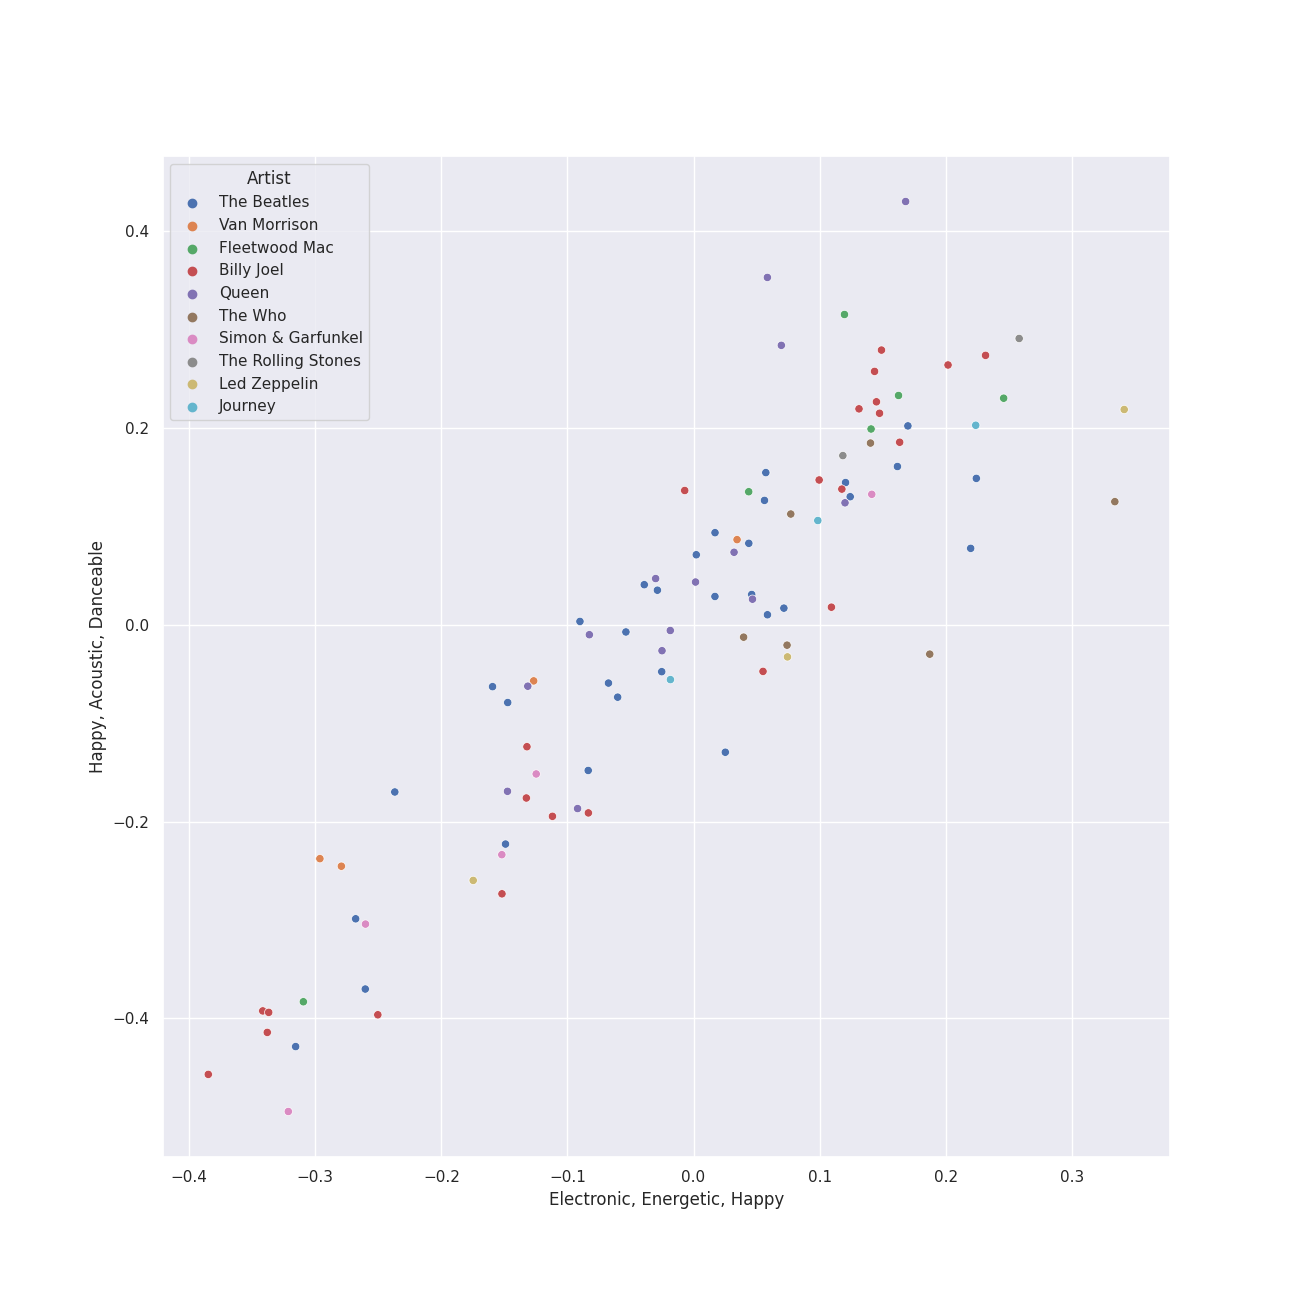 Artist
The Beatles
Van Morrison
Fleetwood Mac
Billy Joel
Queen
The Who
Simon & Garfunkel
The Rolling Stones
Led Zeppelin
Journey
0.4
0.2
0.0
−0.2
−0.4
Happy, Acoustic, Danceable
−0.4 −0.3 −0.2 −0.1 0.0 0.1 0.2 0.3
Electronic, Energetic, Happy